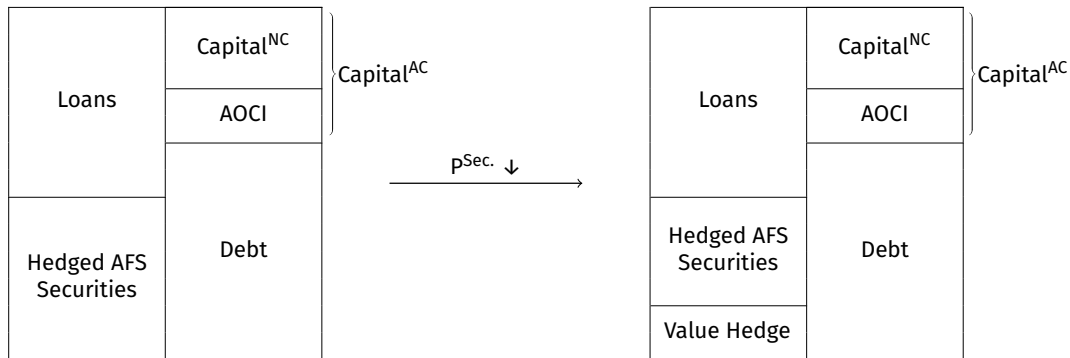 Loans
Capital^NC
AOCI
Capital^AC
Hedged AFS
Securities
Debt
P^Sec. ↓
Loans
Capital^NC
AOCI
Capital^AC
Hedged AFS
Securities
Debt
Value Hedge